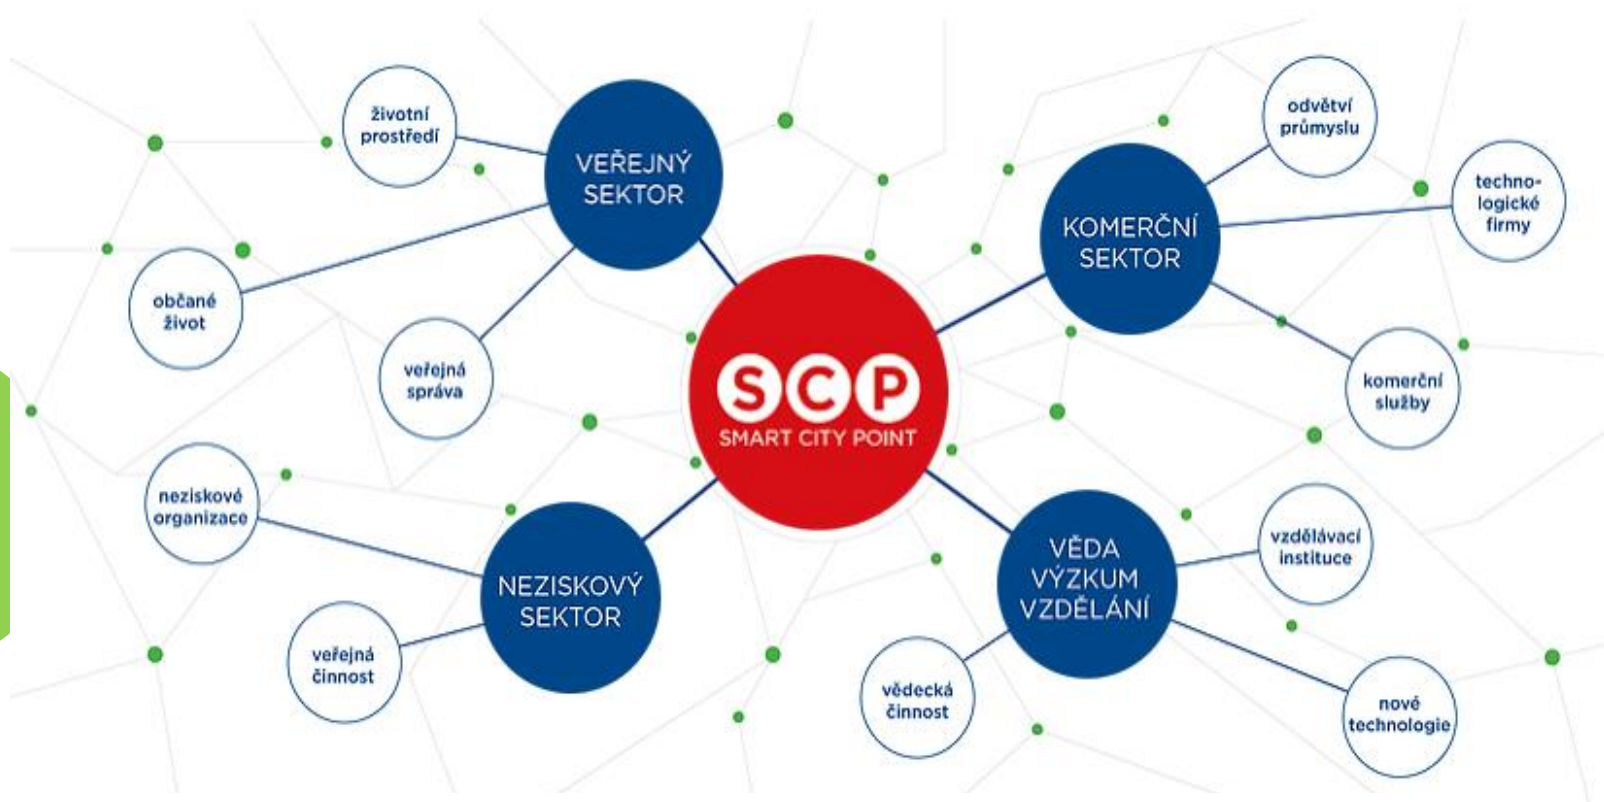 životní
prostředí
VEŘEJNÝ
SEKTOR
občané
život
veřejná
správa
odvětví
průmyslu
techno-
logické
firmy
KOMERČNÍ
SEKTOR
komerční
služby
SCP
SMART CITY POINT
neziskové
organizace
NEZISKOVÝ
SEKTOR
veřejná
činnost
VĚDA
VÝZKUM
VZDĚLÁNÍ
vzdělávací
instituce
vědecká
činnost
nové
technologie